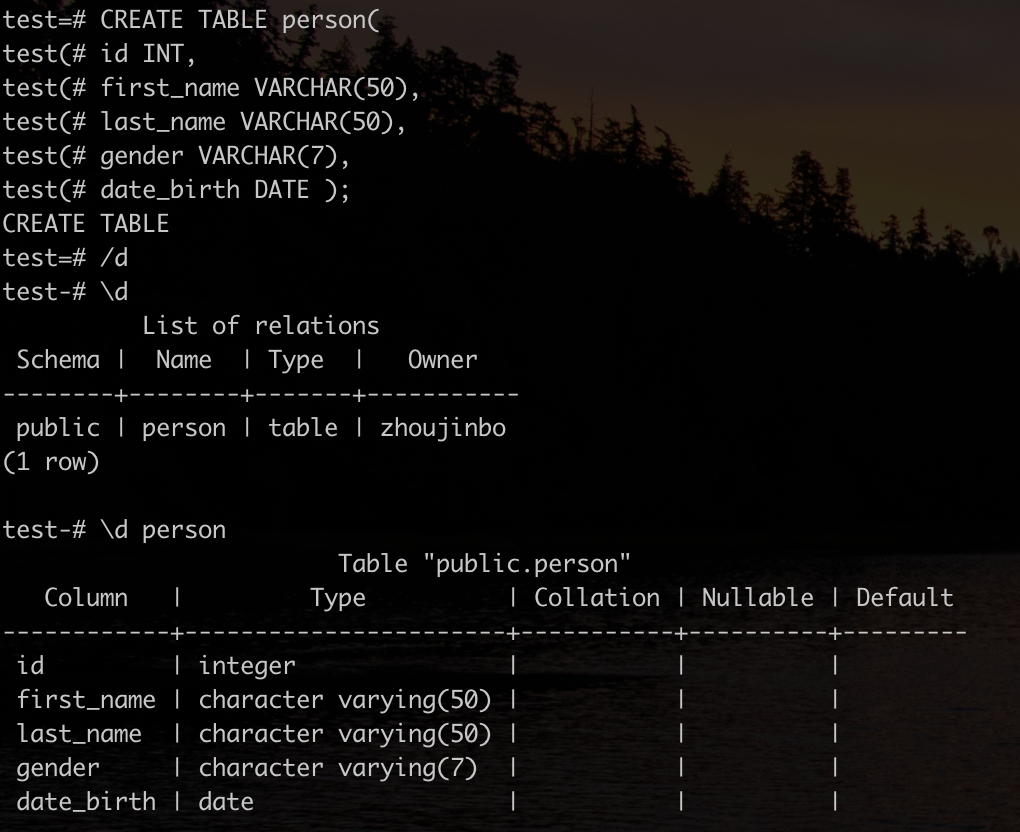 test=# CREATE TABLE person(
test(# id INT,
test(# first_name VARCHAR(50),
test(# last_name VARCHAR(50),
test(# gender VARCHAR(7),
test(# date_birth DATE );
CREATE TABLE
test=# /d
test-# \d
          List of relations
 Schema |  Name  | Type  |   Owner
--------+--------+-------+-----------
 public | person | table | zhoujinbo
(1 row)

test-# \d person
                        Table "public.person"
   Column   |         Type          | Collation | Nullable | Default
------------+-----------------------+-----------+----------+---------
 id         | integer               |           |          |
 first_name | character varying(50) |           |          |
 last_name  | character varying(50) |           |          |
 gender     | character varying(7)  |           |          |
 date_birth | date                  |           |          |